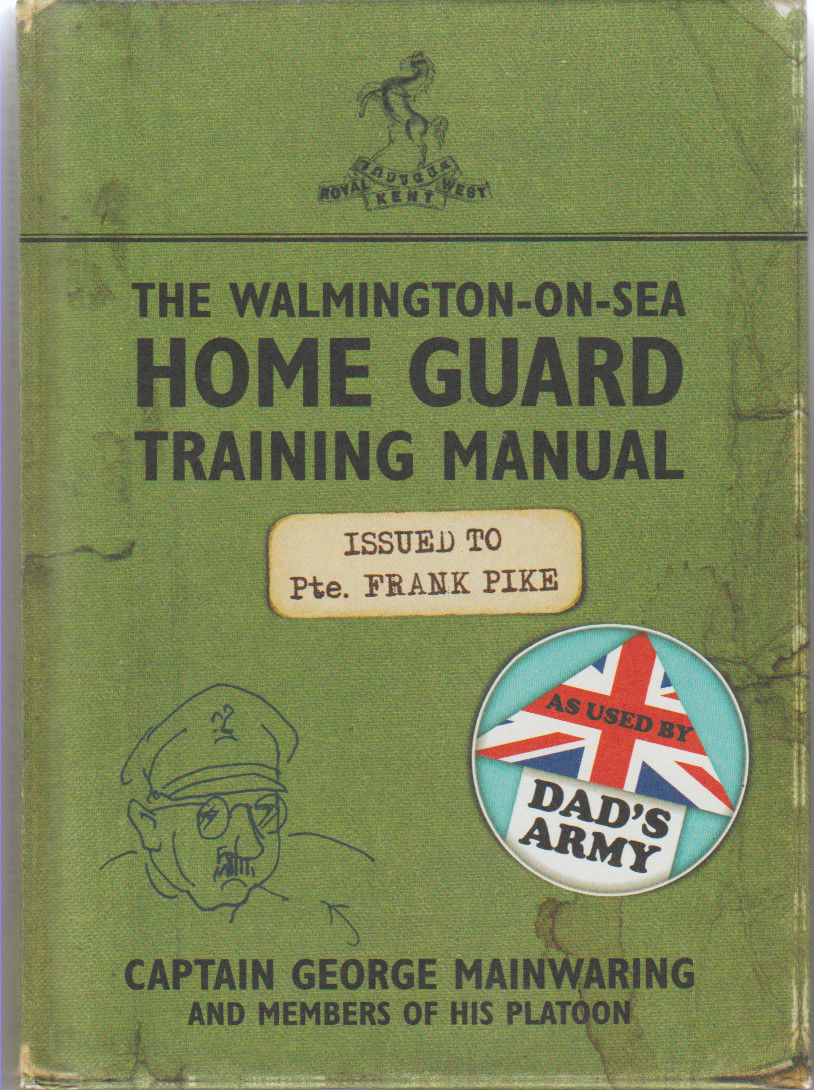 INVICTA
ROYAL WEST
KENT
THE WALMINGTON-ON-SEA
HOME GUARD
TRAINING MANUAL
ISSUED TO
Pte. FRANK PIKE
AS USED BY
DAD'S
ARMY
CAPTAIN GEORGE MAINWARING
AND MEMBERS OF HIS PLATOON